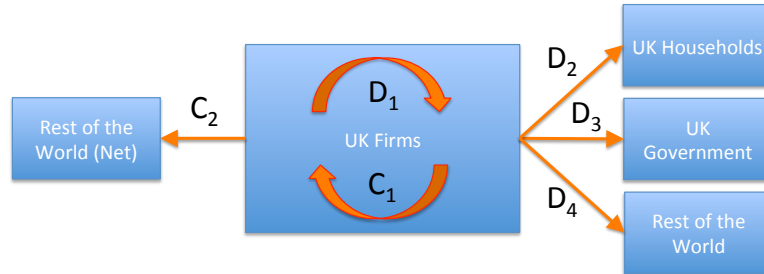 UK Households
D2
C2
D1
D3
Rest of the
World (Net)
UK Firms
UK
Government
C1
D4
Rest of the
World